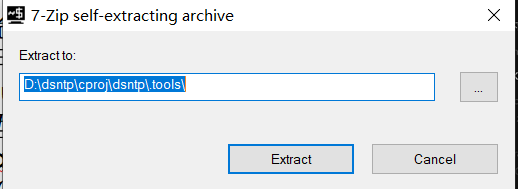 7-Zip self-extracting archive
Extract to:
D:\dsntp\cproj\dsntp\.tools\
...
Extract
Cancel